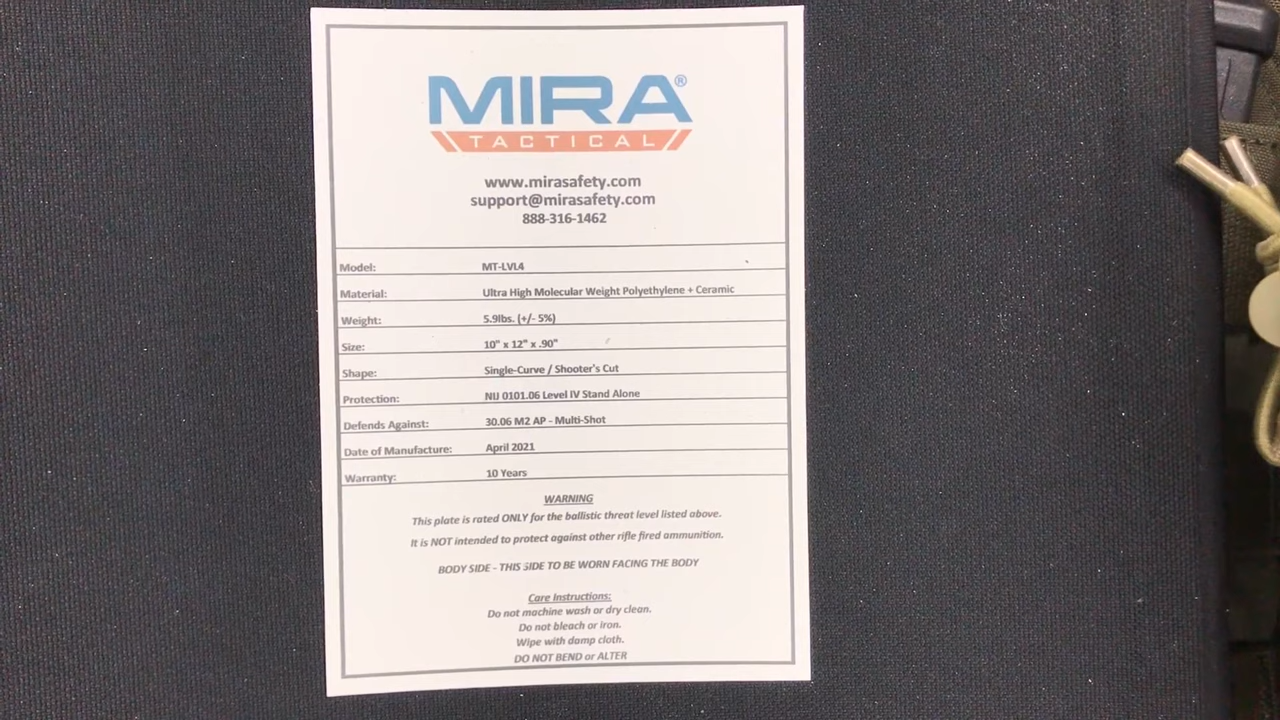 MIRA®
TACTICAL
www.mirasafety.com
support@mirasafety.com
888-316-1462
Model: MT-LVL4
Material: Ultra High Molecular Weight Polyethylene + Ceramic
Weight: 5.9lbs. (+/- 5%)
Size: 10" x 12" x .90"
Shape: Single-Curve / Shooter's Cut
Protection: NIJ 0101.06 Level IV Stand Alone
Defends Against: 30.06 M2 AP - Multi-Shot
Date of Manufacture: April 2021
Warranty: 10 Years
WARNING
This plate is rated ONLY for the ballistic threat level listed above.
It is NOT intended to protect against other rifle fired ammunition.
BODY SIDE - THIS SIDE TO BE WORN FACING THE BODY
Care Instructions:
Do not machine wash or dry clean.
Do not bleach or iron.
Wipe with damp cloth.
DO NOT BEND or ALTER